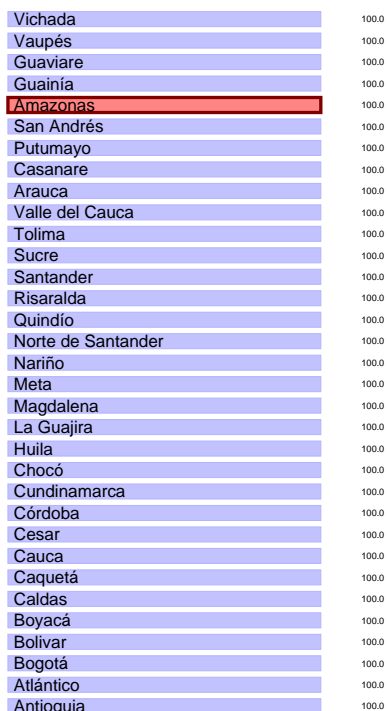 Vichada 100.0
Vaupés 100.0
Guaviare 100.0
Guainía 100.0
Amazonas 100.0
San Andrés 100.0
Putumayo 100.0
Casanare 100.0
Arauca 100.0
Valle del Cauca 100.0
Tolima 100.0
Sucre 100.0
Santander 100.0
Risaralda 100.0
Quindío 100.0
Norte de Santander 100.0
Nariño 100.0
Meta 100.0
Magdalena 100.0
La Guajira 100.0
Huila 100.0
Chocó 100.0
Cundinamarca 100.0
Córdoba 100.0
Cesar 100.0
Cauca 100.0
Caquetá 100.0
Caldas 100.0
Boyacá 100.0
Bolivar 100.0
Bogotá 100.0
Atlántico 100.0
Antioquia 100.0